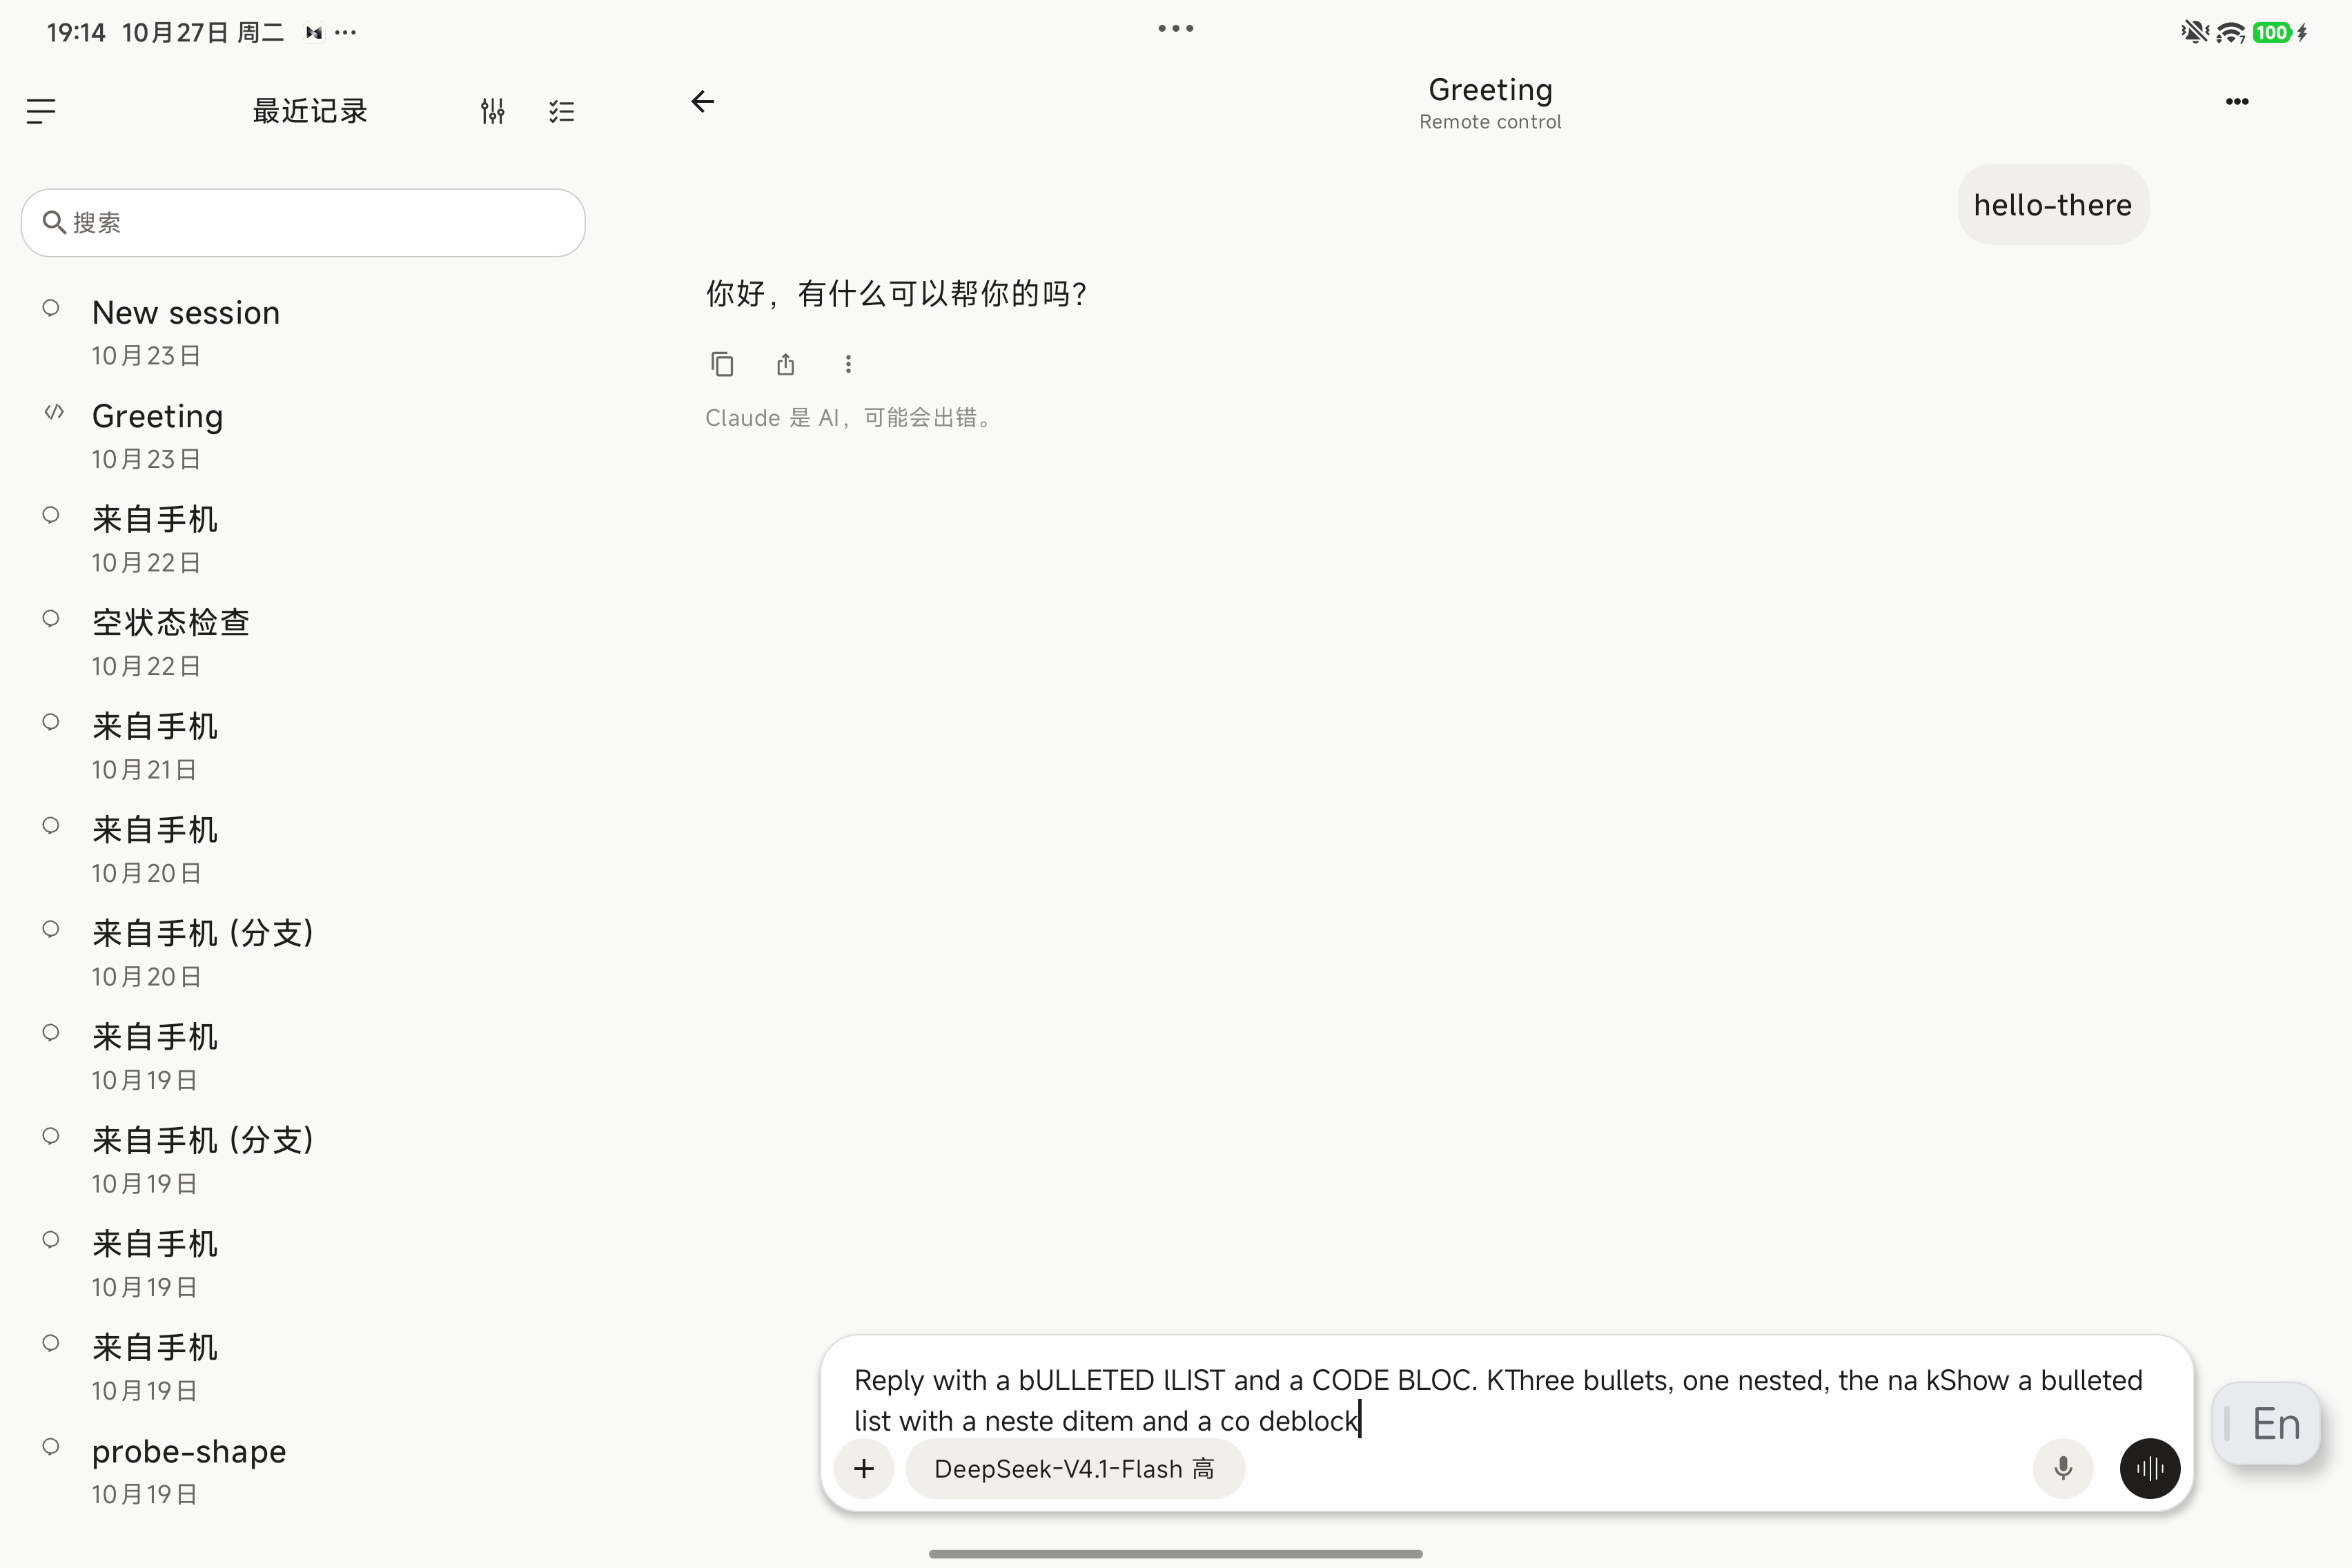 19:14 10月27日 周二
100
最近记录
搜索
New session
10月23日
Greeting
10月23日
来自手机
10月22日
空状态检查
10月22日
来自手机
10月21日
来自手机
10月20日
来自手机 (分支)
10月20日
来自手机
10月19日
来自手机 (分支)
10月19日
来自手机
10月19日
来自手机
10月19日
probe-shape
10月19日
Greeting
Remote control
hello-there
你好，有什么可以帮你的吗？
Claude 是 AI，可能会出错。
Reply with a bULLETED lLIST and a CODE BLOC. KThree bullets, one nested, the na kShow a bulleted
list with a neste ditem and a co deblock
DeepSeek-V4.1-Flash 高
En